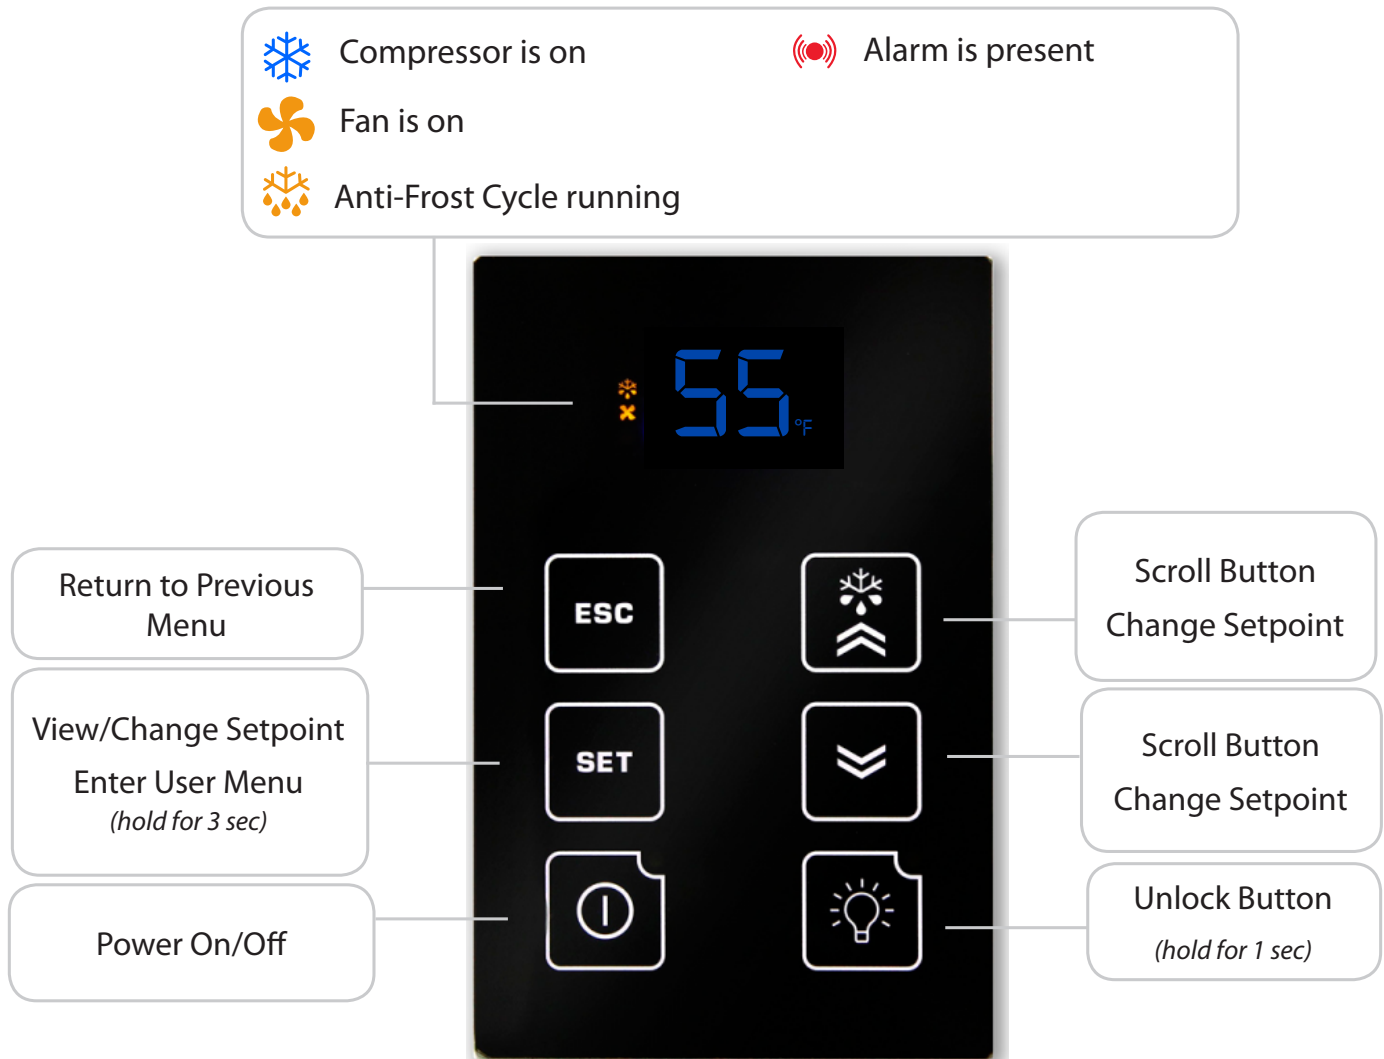 Compressor is on
Alarm is present
Fan is on
Anti-Frost Cycle running
55 °F
Return to Previous
Menu
ESC
Scroll Button
Change Setpoint
View/Change Setpoint
Enter User Menu
(hold for 3 sec)
SET
Scroll Button
Change Setpoint
Power On/Off
Unlock Button
(hold for 1 sec)